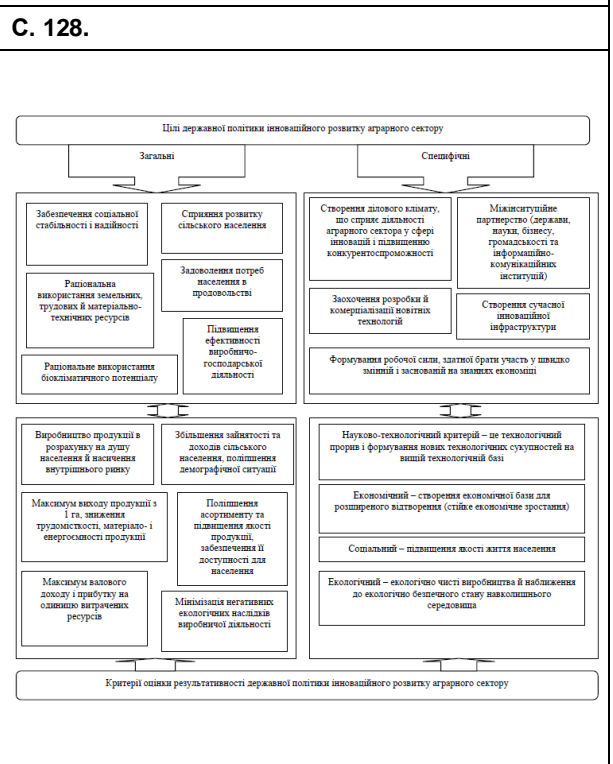 С. 128.
Цілі державної політики інноваційного розвитку аграрного сектору
Загальні
Специфічні
Забезпечення соціальної
стабільності і надійності
Сприяння розвитку
сільського населення
Раціональна
використання земельних,
трудових й матеріально-
технічних ресурсів
Задоволення потреб
населення в
продовольстві
Підвищення
ефективності
виробничо-
господарської
діяльності
Раціональне використання
біокліматичного потенціалу
Створення ділового клімату,
що сприяє діяльності
аграрного сектора у сфері
інновацій і підвищенню
конкурентоспроможності
Міжінституційне
партнерство (держави,
науки, бізнесу,
громадськості та
інформаційно-
комунікаційних
інституцій)
Заохочення розробки й
комерціалізації новітніх
технологій
Створення сучасної
інноваційної
інфраструктури
Формування робочої сили, здатної брати участь у швидко
змінній і заснованій на знаннях економіці
Виробництво продукції в
розрахунку на душу
населення й насичення
внутрішнього ринку
Збільшення зайнятості та
доходів сільського
населення, поліпшення
демографічної ситуації
Максимум виходу продукції з
1 га, зниження
трудомісткості, матеріало- і
енергоємності продукції
Поліпшення
асортименту та
підвищення якості
продукції,
забезпечення її
доступності для
населення
Максимум валового
доходу і прибутку на
одиницю витрачених
ресурсів
Мінімізація негативних
екологічних наслідків
виробничої діяльності
Науково-технологічний критерій – це технологічний
прорив і формування нових технологічних сукупностей на
вищій технологічній базі
Економічний – створення економічної бази для
розширеного відтворення (стійке економічне зростання)
Соціальний – підвищення якості життя населення
Екологічний – екологічно чисті виробництва й наближення
до екологічно безпечного стану навколишнього
середовища
Критерії оцінки результативності державної політики інноваційного розвитку аграрного сектору